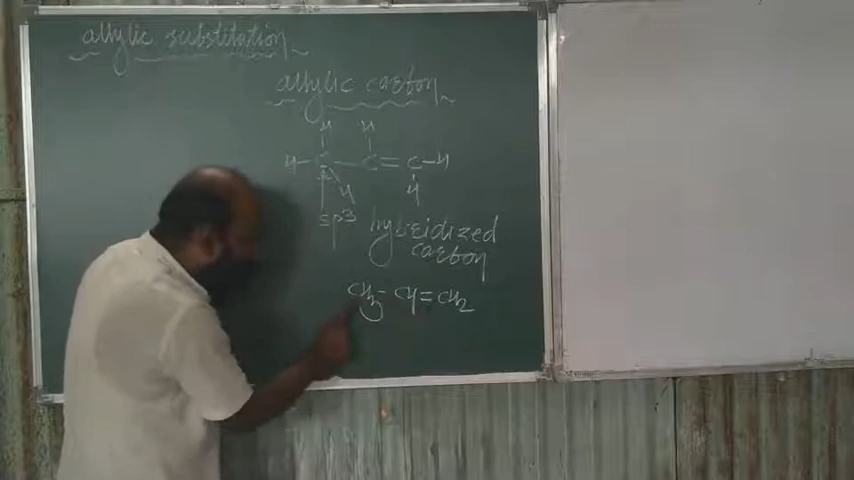 allylic substitution
allylic carbon
H H
H-C-C=C-H
H H
sp³ hybridized
carbon
CH₃-CH=CH₂